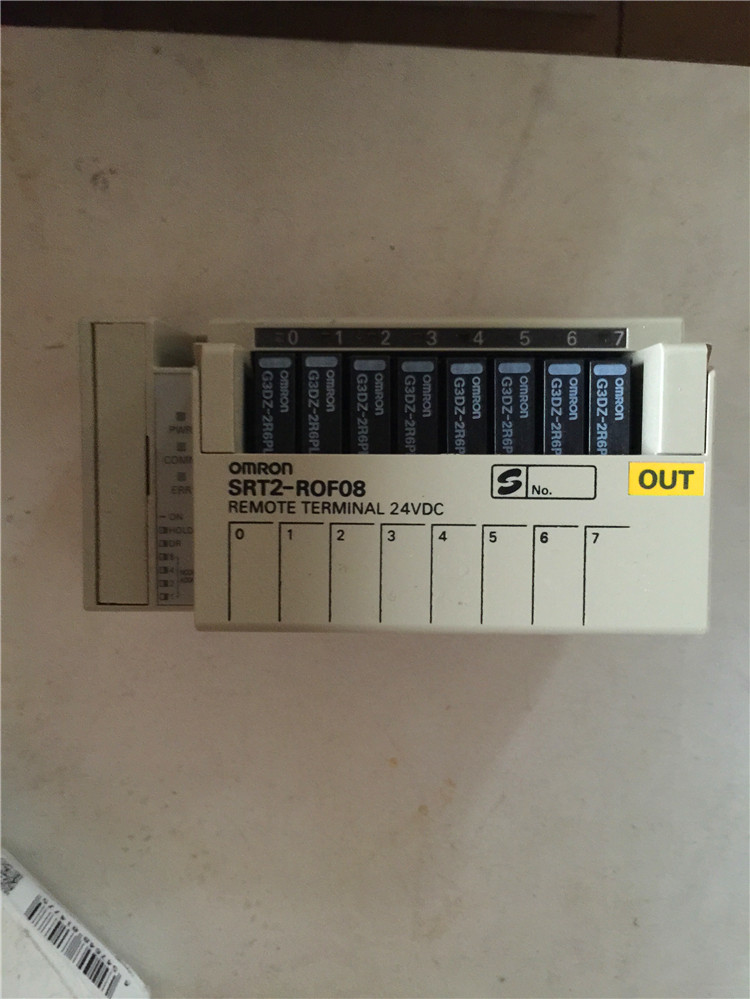 0 1 2 3 4 5 6 7
OMRON OMRON OMRON OMRON OMRON OMRON OMRON OMRON
G3DZ-2R6PL G3DZ-2R6PL G3DZ-2R6P G3DZ-2R6P G3DZ-2R6P G3DZ-2R6P G3DZ-2R6P G3DZ-2R6P
PWR
COMM
ERR
OMRON
SRT2-ROF08
REMOTE TERMINAL 24VDC
S No.
OUT
ON
HOLD
0 1 2 3 4 5 6 7